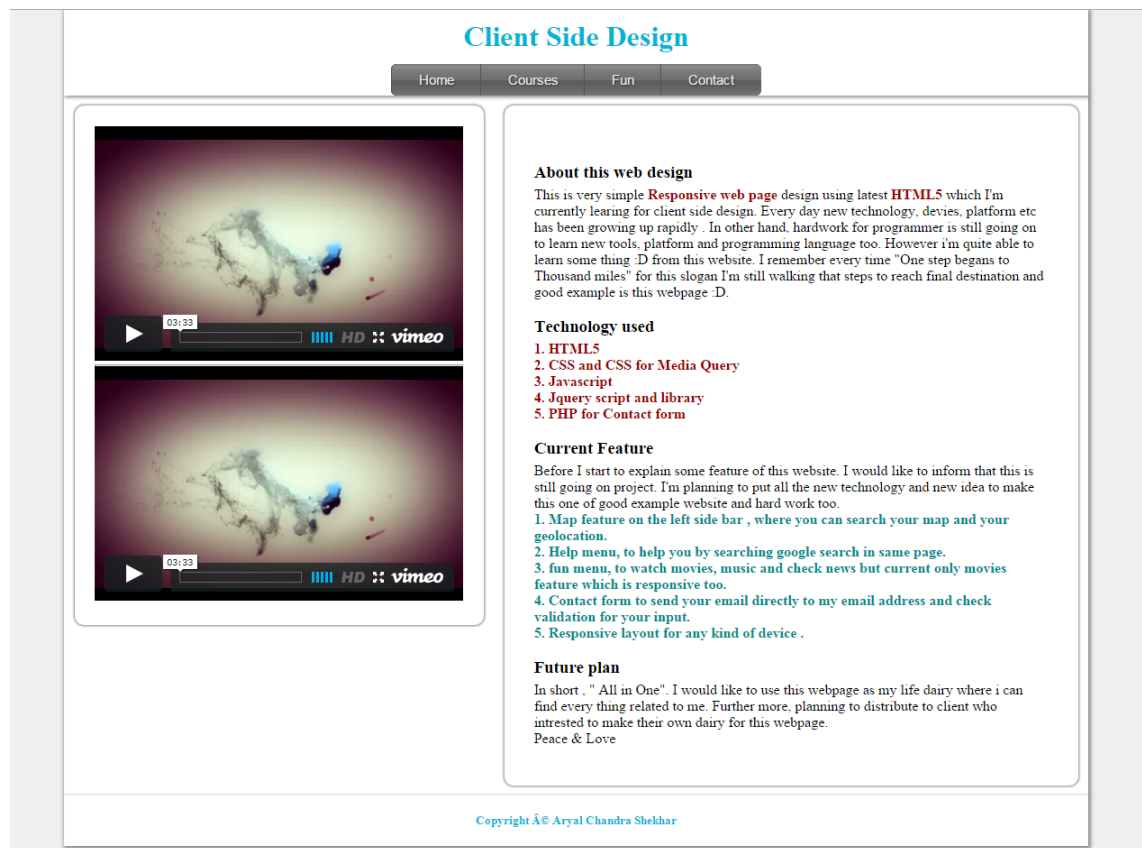 Client Side Design
Home Courses Fun Contact
03:33
HD vimeo
03:33
HD vimeo
About this web design
This is very simple Responsive web page design using latest HTML5 which I'm
currently learing for client side design. Every day new technology, devies, platform etc
has been growing up rapidly . In other hand, hardwork for programmer is still going on
to learn new tools, platform and programming language too. However i'm quite able to
learn some thing :D from this website. I remember every time "One step begans to
Thousand miles" for this slogan I'm still walking that steps to reach final destination and
good example is this webpage :D.
Technology used
1. HTML5
2. CSS and CSS for Media Query
3. Javascript
4. Jquery script and library
5. PHP for Contact form
Current Feature
Before I start to explain some feature of this website. I would like to inform that this is
still going on project. I'm planning to put all the new technology and new idea to make
this one of good example website and hard work too.
1. Map feature on the left side bar , where you can search your map and your
geolocation.
2. Help menu, to help you by searching google search in same page.
3. fun menu, to watch movies, music and check news but current only movies
feature which is responsive too.
4. Contact form to send your email directly to my email address and check
validation for your input.
5. Responsive layout for any kind of device .
Future plan
In short , " All in One". I would like to use this webpage as my life dairy where i can
find every thing related to me. Further more, planning to distribute to client who
intrested to make their own dairy for this webpage.
Peace & Love
Copyright Â© Aryal Chandra Shekhar